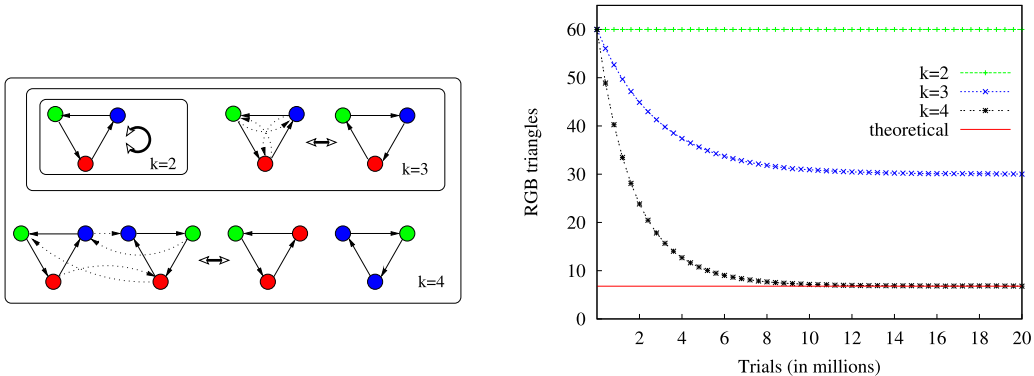 k=2
k=3
k=4
RGB triangles
60
50
40
30
20
10
0
k=2
k=3
k=4
theoretical
2 4 6 8 10 12 14 16 18 20
Trials (in millions)